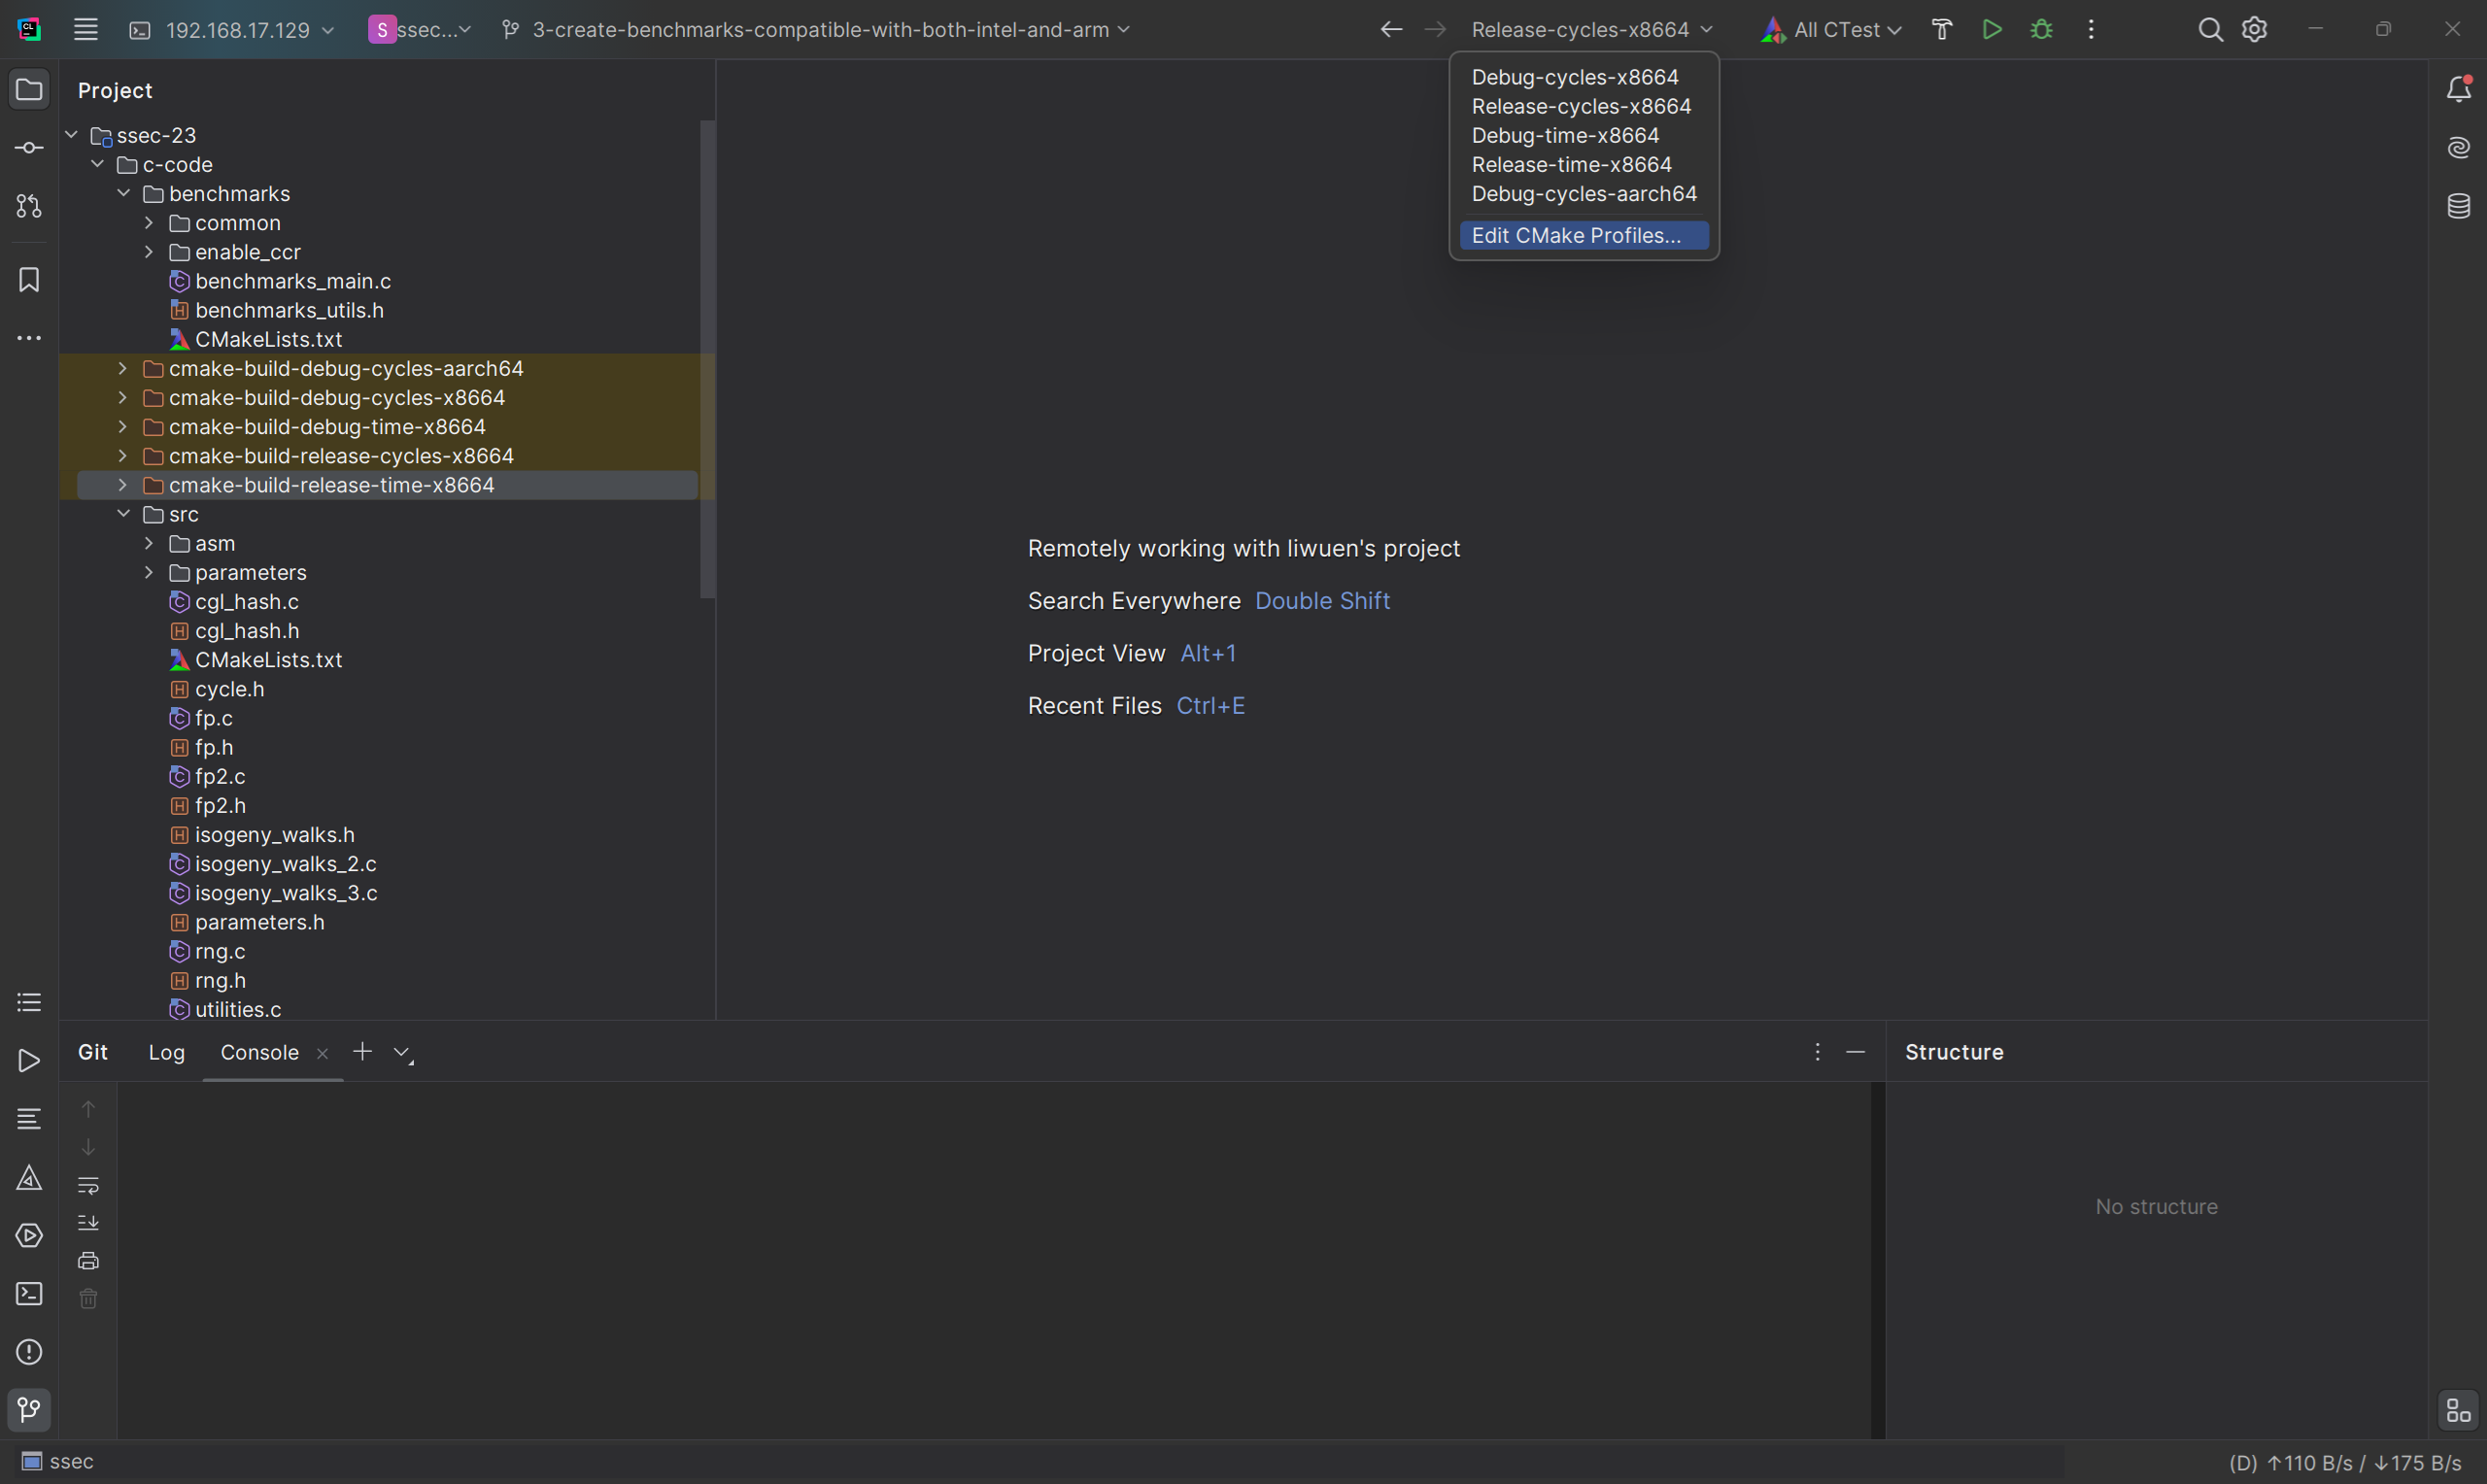 CL
192.168.17.129
S ssec...
3-create-benchmarks-compatible-with-both-intel-and-arm
Release-cycles-x8664
All CTest
Project
ssec-23
c-code
benchmarks
common
enable_ccr
benchmarks_main.c
benchmarks_utils.h
CMakeLists.txt
cmake-build-debug-cycles-aarch64
cmake-build-debug-cycles-x8664
cmake-build-debug-time-x8664
cmake-build-release-cycles-x8664
cmake-build-release-time-x8664
src
asm
parameters
cgl_hash.c
cgl_hash.h
CMakeLists.txt
cycle.h
fp.c
fp.h
fp2.c
fp2.h
isogeny_walks.h
isogeny_walks_2.c
isogeny_walks_3.c
parameters.h
rng.c
rng.h
utilities.c
Debug-cycles-x8664
Release-cycles-x8664
Debug-time-x8664
Release-time-x8664
Debug-cycles-aarch64
Edit CMake Profiles...
Remotely working with liwuen's project
Search Everywhere Double Shift
Project View Alt+1
Recent Files Ctrl+E
Git Log Console
Structure
No structure
ssec
(D) ↑110 B/s / ↓175 B/s